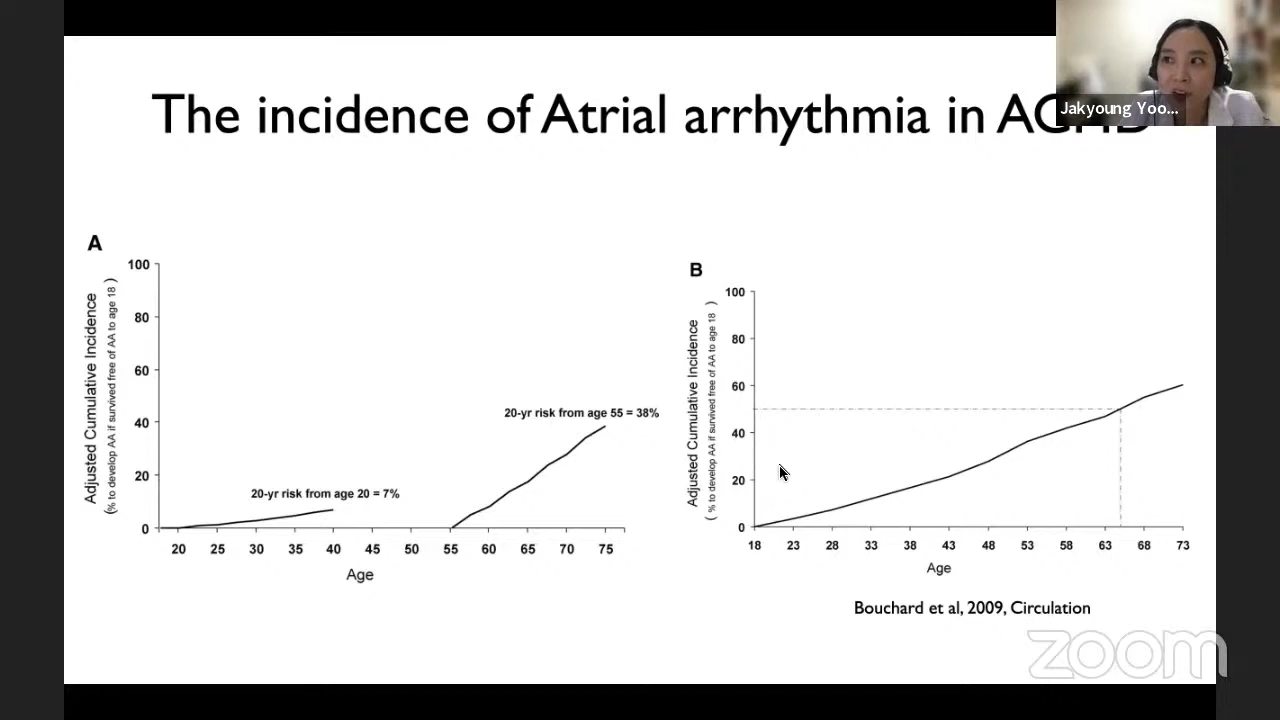 The incidence of Atrial arrhythmia in
Jakyoung Yoo...
A
100
80
60
40
20
0
Adjusted Cumulative Incidence
(% to develop AA if survived free of AA to age 18 )
20-yr risk from age 55 = 38%
20-yr risk from age 20 = 7%
20 25 30 35 40 45 50 55 60 65 70 75
Age
B
100
80
60
40
20
0
Adjusted Cumulative Incidence
( % to develop AA if survived free of AA to age 18 )
18 23 28 33 38 43 48 53 58 63 68 73
Age
Bouchard et al, 2009, Circulation
zoom